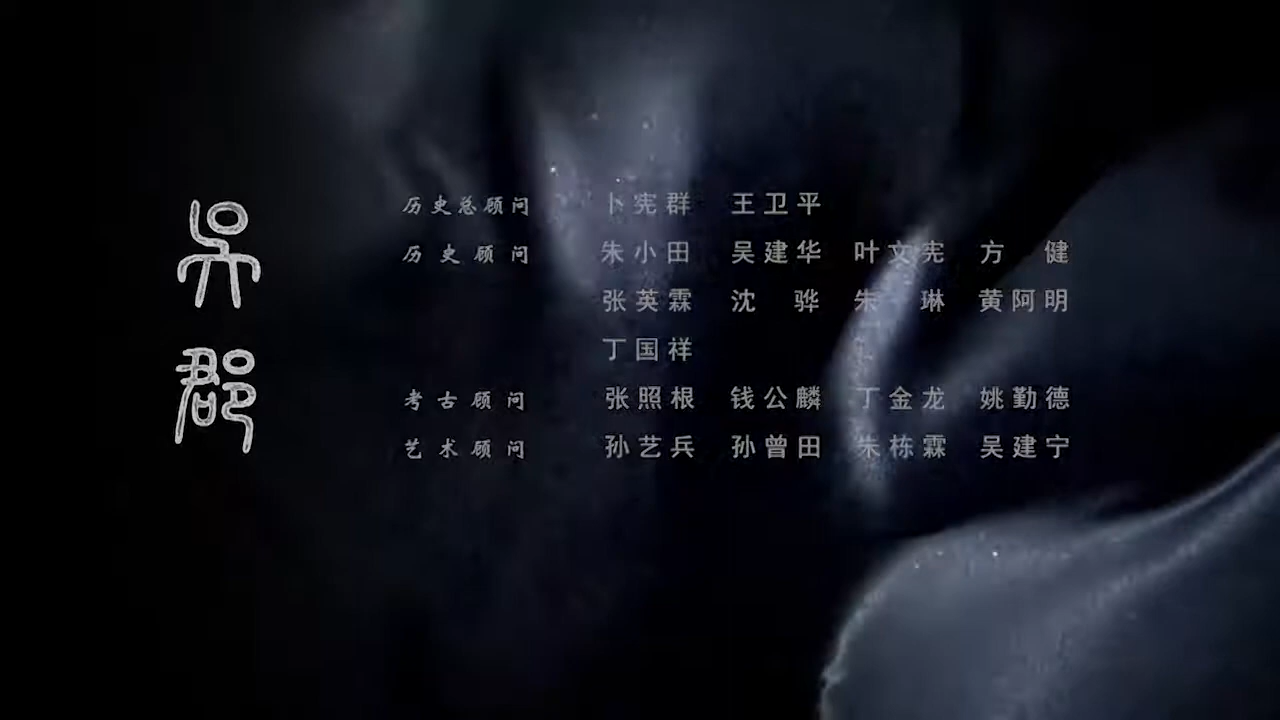 吴郡
历史总顾问 卜宪群 王卫平
历史顾问 朱小田 吴建华 叶文宪 方健
张英霖 沈骅 朱琳 黄阿明
丁国祥
考古顾问 张照根 钱公麟 丁金龙 姚勤德
艺术顾问 孙艺兵 孙曾田 朱栋霖 吴建宁